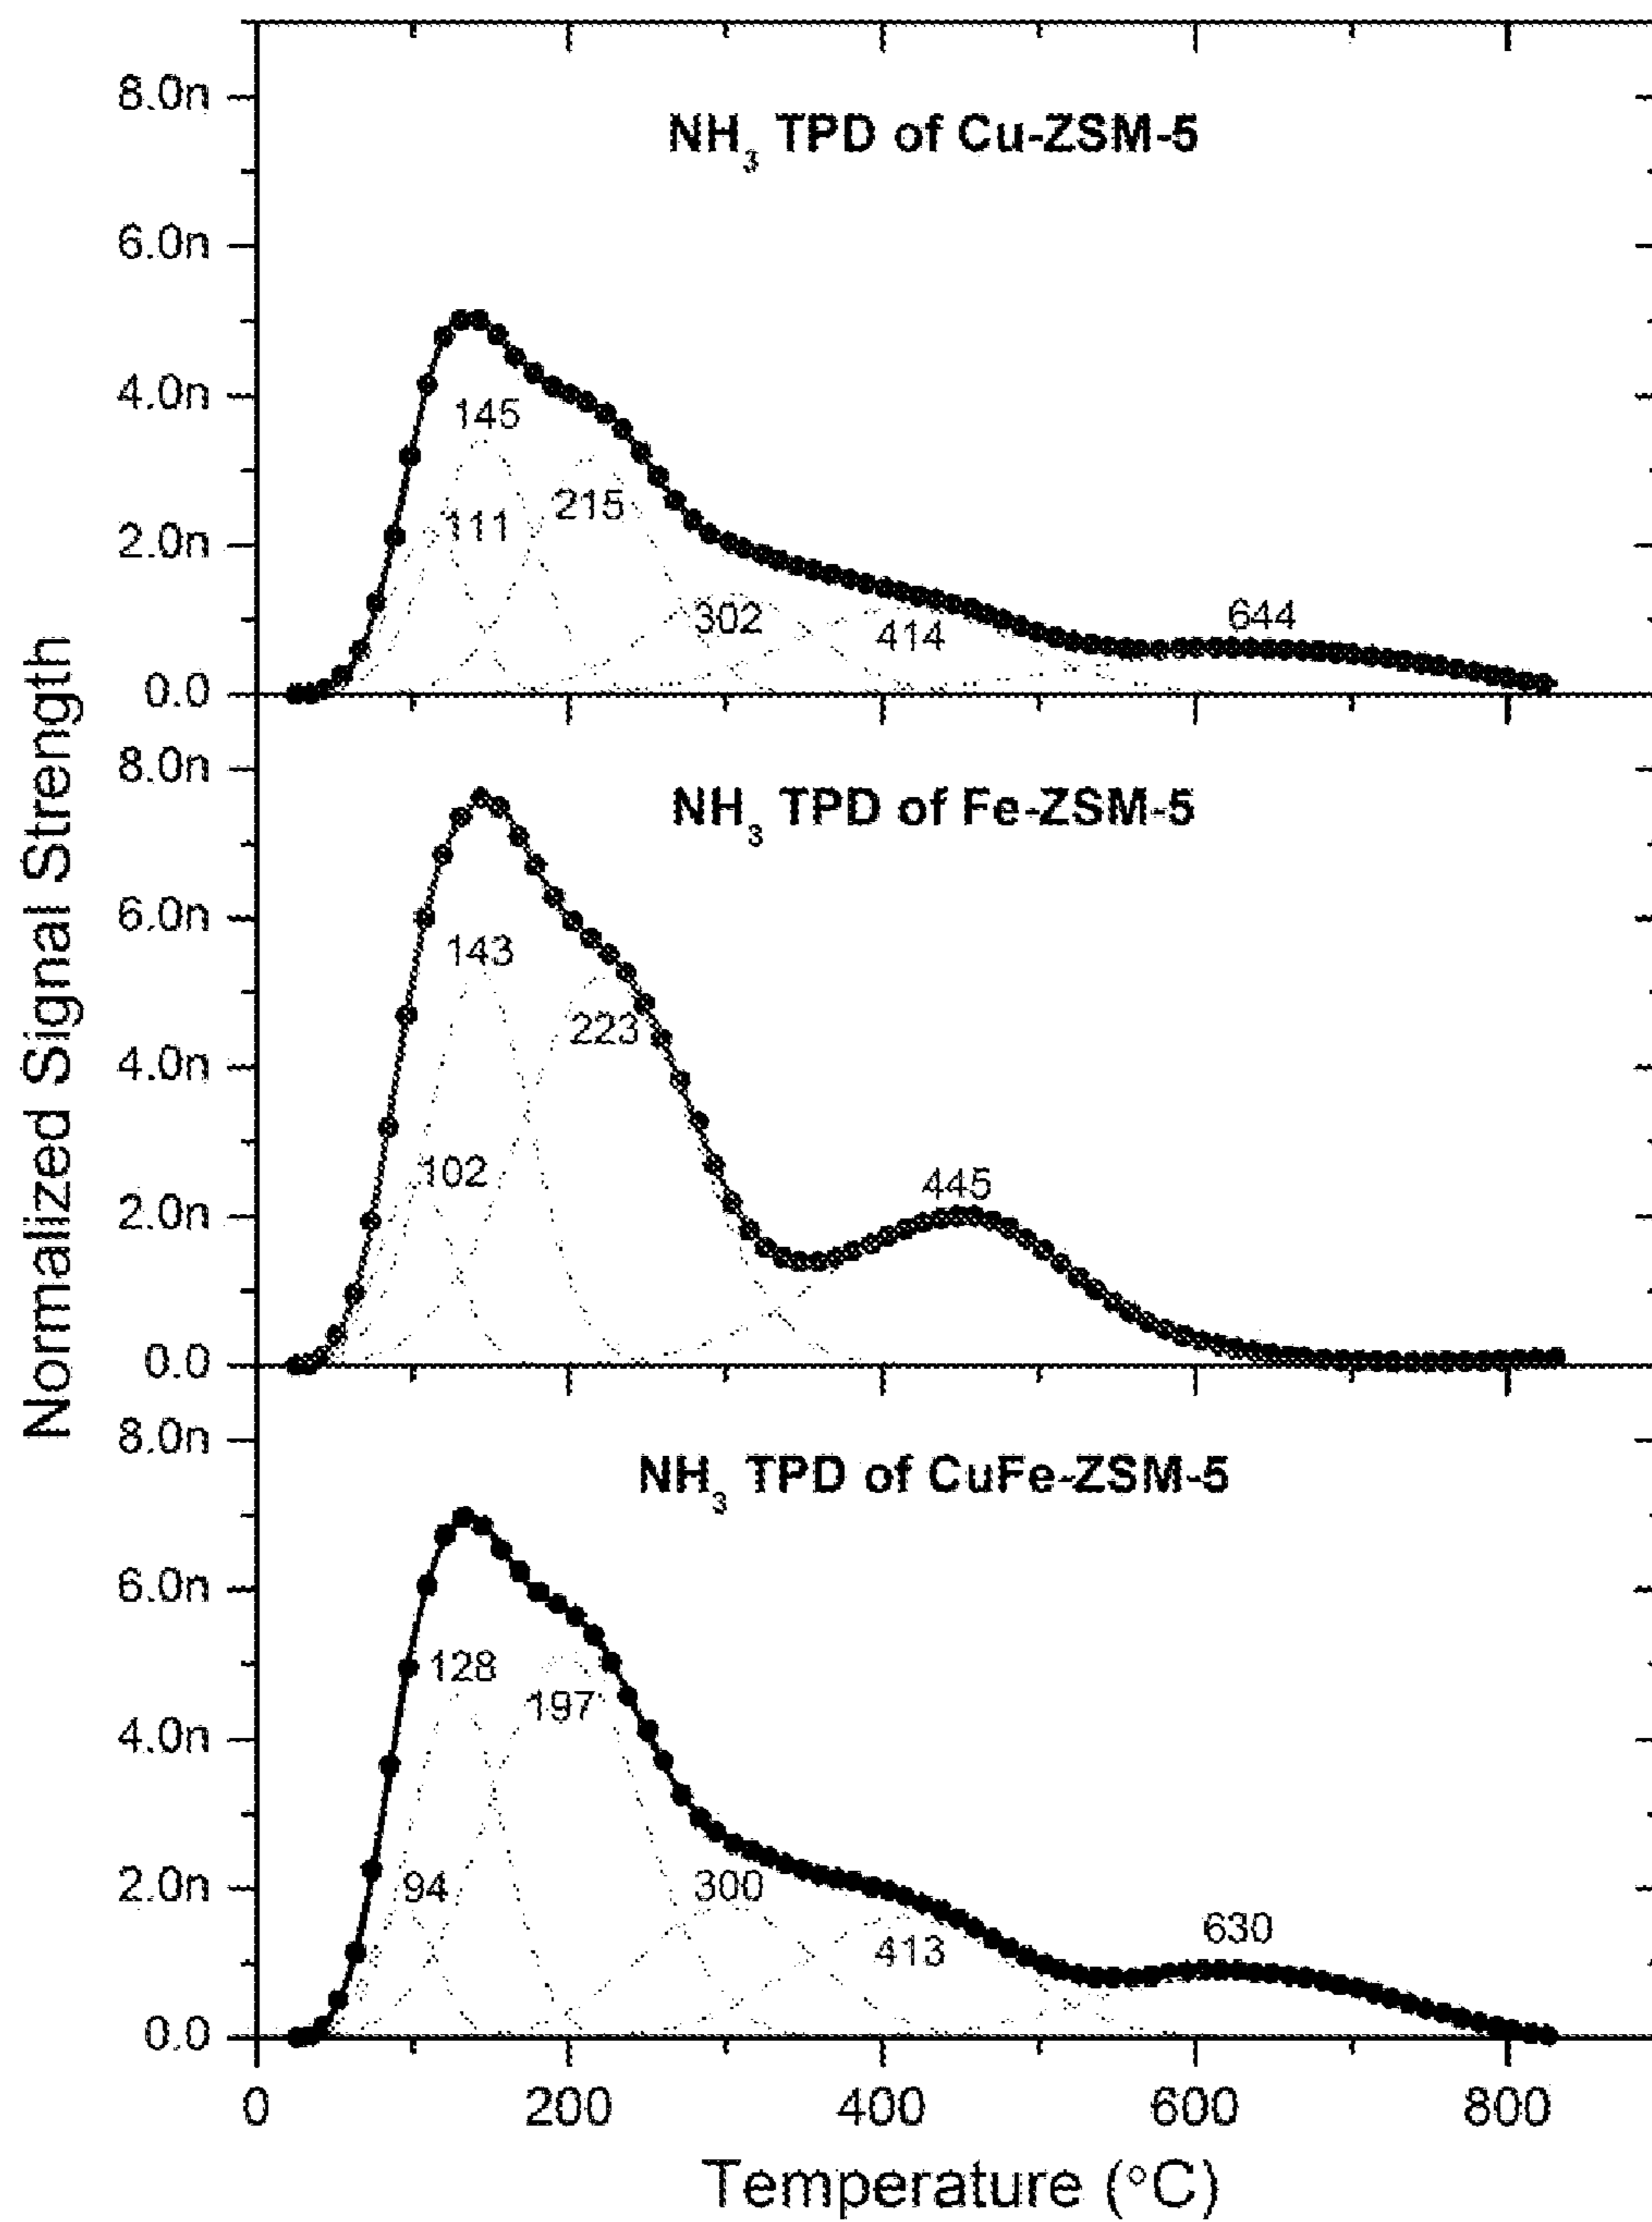 Normalized Signal Strength
8.0n
NH3 TPD of Cu-ZSM-5
6.0n
4.0n
145
215
111
2.0n
302
414
644
0.0
8.0n
NH3 TPD of Fe-ZSM-5
6.0n
143
223
4.0n
102
445
2.0n
0.0
8.0n
NH3 TPD of CuFe-ZSM-5
6.0n
128
197
4.0n
94
300
2.0n
630
413
0.0
0 200 400 600 800
Temperature (°C)